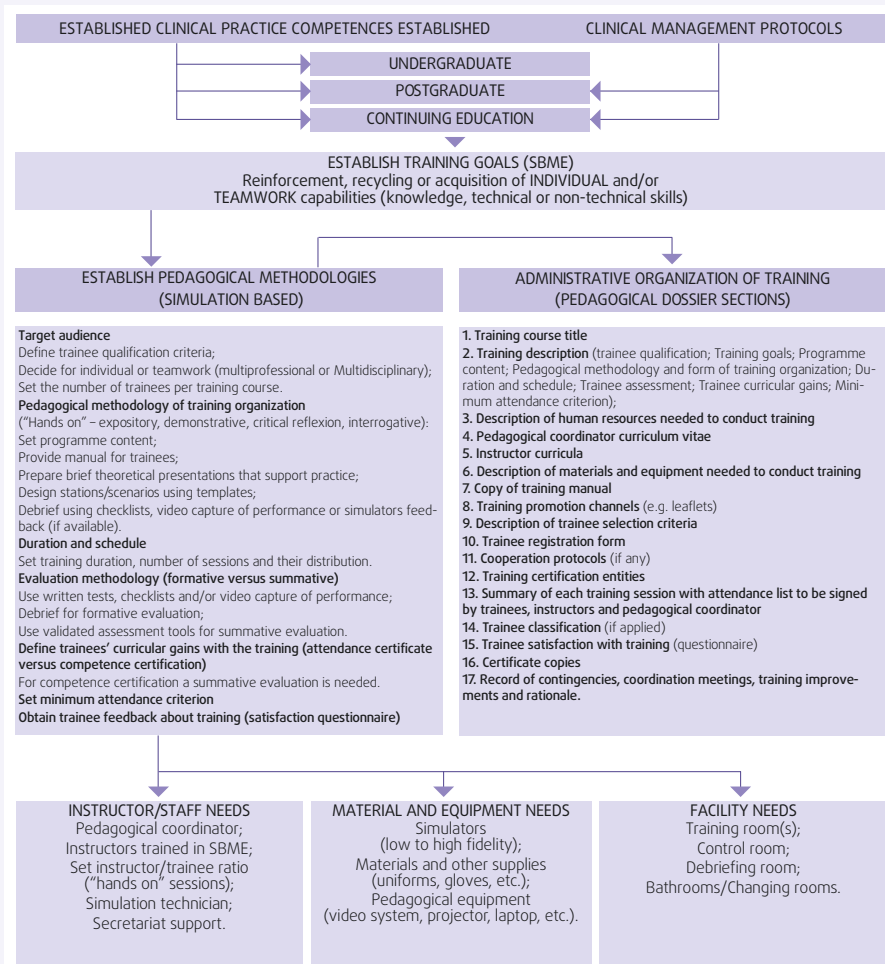 ESTABLISHED CLINICAL PRACTICE COMPETENCES ESTABLISHED
CLINICAL MANAGEMENT PROTOCOLS
UNDERGRADUATE
POSTGRADUATE
CONTINUING EDUCATION
ESTABLISH TRAINING GOALS (SBME)
Reinforcement, recycling or acquisition of INDIVIDUAL and/or
TEAMWORK capabilities (knowledge, technical or non-technical skills)
ESTABLISH PEDAGOGICAL METHODOLOGIES
(SIMULATION BASED)
Target audience
Define trainee qualification criteria;
Decide for individual or teamwork (multiprofessional or Multidisciplinary);
Set the number of trainees per training course.
Pedagogical methodology of training organization
("Hands on" – expository, demonstrative, critical reflexion, interrogative):
Set programme content;
Provide manual for trainees;
Prepare brief theoretical presentations that support practice;
Design stations/scenarios using templates;
Debrief using checklists, video capture of performance or simulators feed-
back (if available).
Duration and schedule
Set training duration, number of sessions and their distribution.
Evaluation methodology (formative versus summative)
Use written tests, checklists and/or video capture of performance;
Debrief for formative evaluation;
Use validated assessment tools for summative evaluation.
Define trainees' curricular gains with the training (attendance certificate
versus competence certification)
For competence certification a summative evaluation is needed.
Set minimum attendance criterion
Obtain trainee feedback about training (satisfaction questionnaire)
ADMINISTRATIVE ORGANIZATION OF TRAINING
(PEDAGOGICAL DOSSIER SECTIONS)
1. Training course title
2. Training description (trainee qualification; Training goals; Programme
content; Pedagogical methodology and form of training organization; Du-
ration and schedule; Trainee assessment; Trainee curricular gains; Mini-
mum attendance criterion);
3. Description of human resources needed to conduct training
4. Pedagogical coordinator curriculum vitae
5. Instructor curricula
6. Description of materials and equipment needed to conduct training
7. Copy of training manual
8. Training promotion channels (e.g. leaflets)
9. Description of trainee selection criteria
10. Trainee registration form
11. Cooperation protocols (if any)
12. Training certification entities
13. Summary of each training session with attendance list to be signed
by trainees, instructors and pedagogical coordinator
14. Trainee classification (if applied)
15. Trainee satisfaction with training (questionnaire)
16. Certificate copies
17. Record of contingencies, coordination meetings, training improve-
ments and rationale.
INSTRUCTOR/STAFF NEEDS
Pedagogical coordinator;
Instructors trained in SBME;
Set instructor/trainee ratio
("hands on" sessions);
Simulation technician;
Secretariat support.
MATERIAL AND EQUIPMENT NEEDS
Simulators
(low to high fidelity);
Materials and other supplies
(uniforms, gloves, etc.);
Pedagogical equipment
(video system, projector, laptop, etc.).
FACILITY NEEDS
Training room(s);
Control room;
Debriefing room;
Bathrooms/Changing rooms.